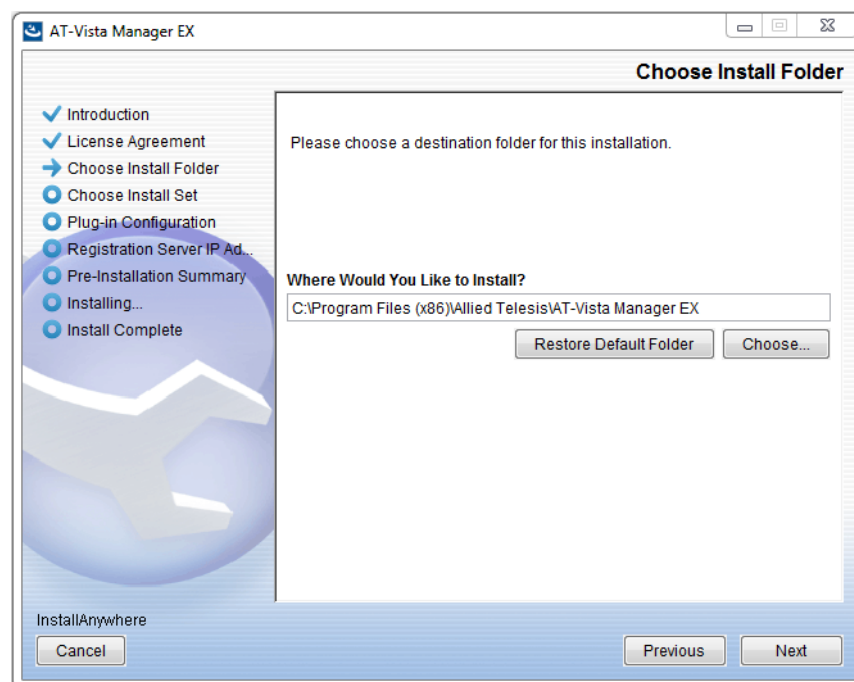 AT-Vista Manager EX
Choose Install Folder
Introduction
License Agreement
Choose Install Folder
Choose Install Set
Plug-in Configuration
Registration Server IP Ad...
Pre-Installation Summary
Installing...
Install Complete
Please choose a destination folder for this installation.
Where Would You Like to Install?
C:\Program Files (x86)\Allied Telesis\AT-Vista Manager EX
Restore Default Folder Choose...
InstallAnywhere
Cancel Previous Next